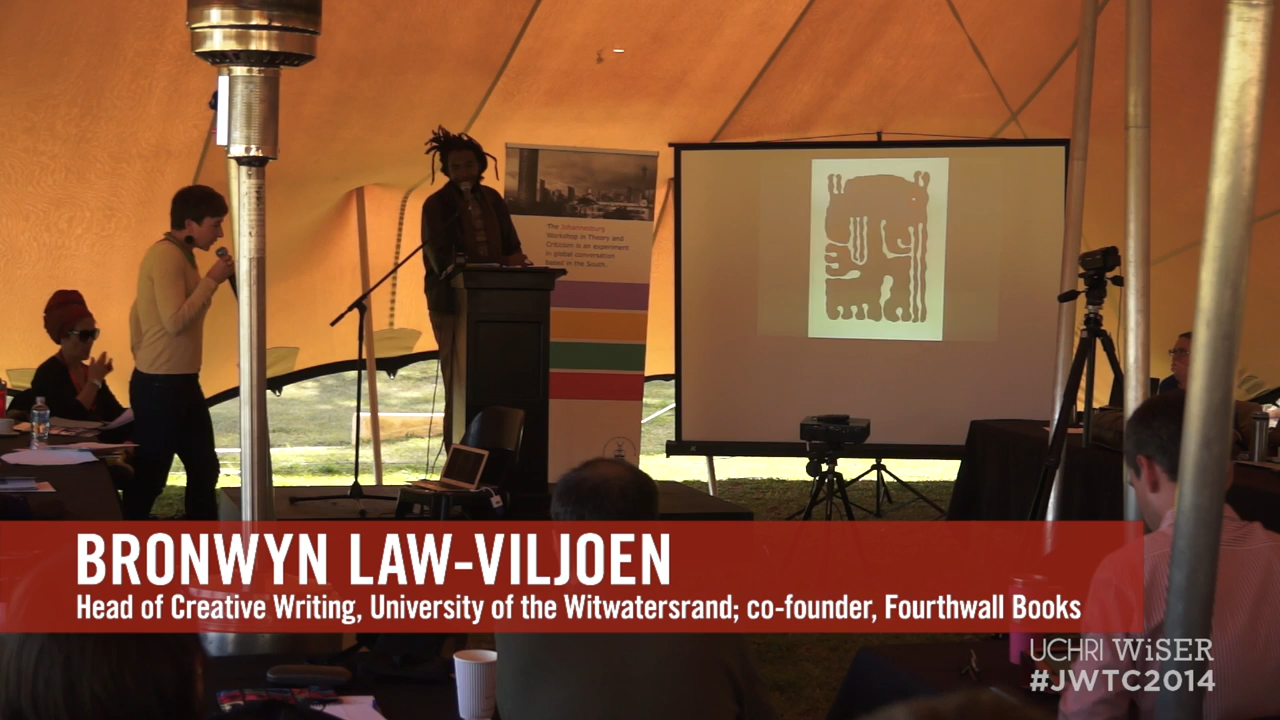 The Johannesburg
Workshop in Theory and
Criticism is an experiment
in global conversation
based in the South.
BRONWYN LAW-VILJOEN
Head of Creative Writing, University of the Witwatersrand; co-founder, Fourthwall Books
UCHRI WiSER
#JWTC2014